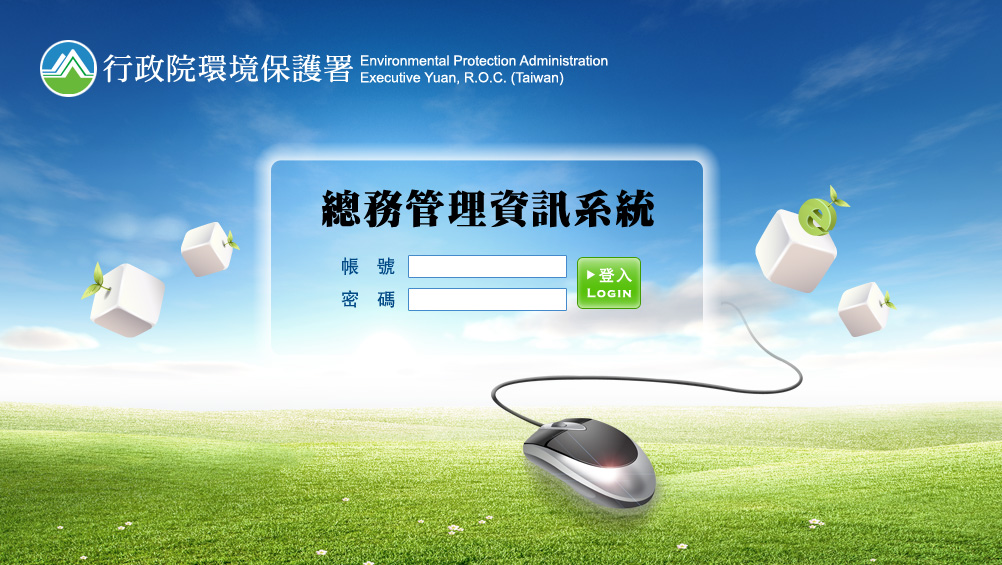 行政院環境保護署
Environmental Protection Administration
Executive Yuan, R.O.C. (Taiwan)
總務管理資訊系統
帳 號
密 碼
登入
LOGIN